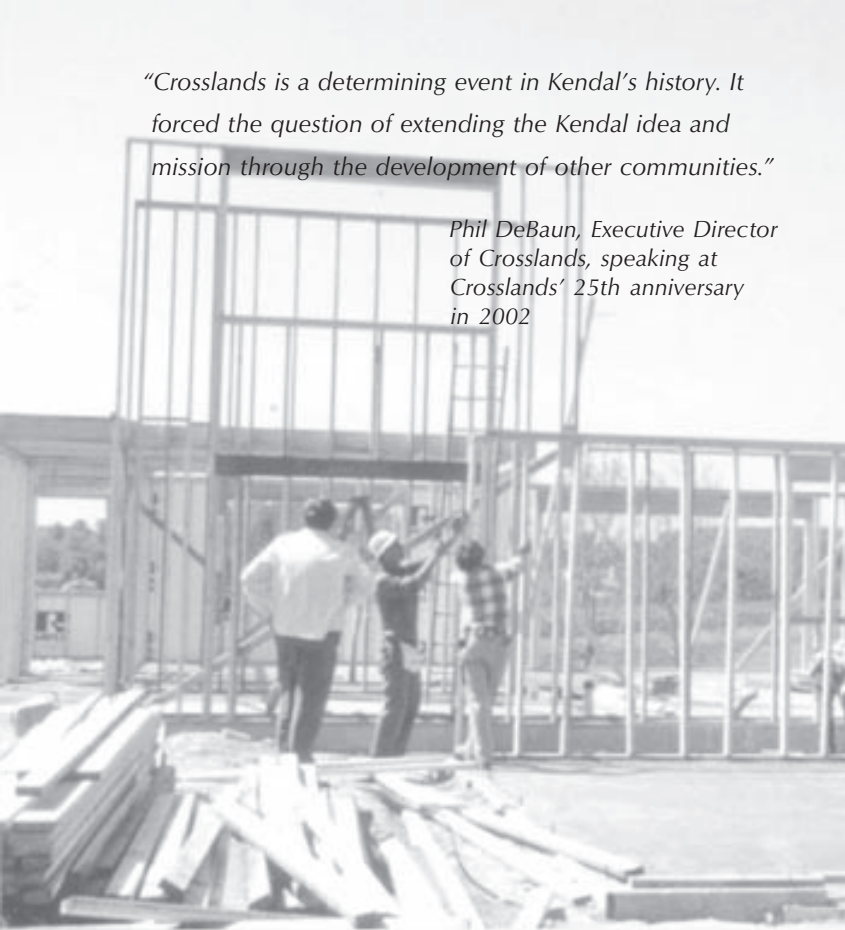 “Crosslands is a determining event in Kendal’s history. It
forced the question of extending the Kendal idea and
mission through the development of other communities.”
Phil DeBaun, Executive Director
of Crosslands, speaking at
Crosslands’ 25th anniversary
in 2002
R